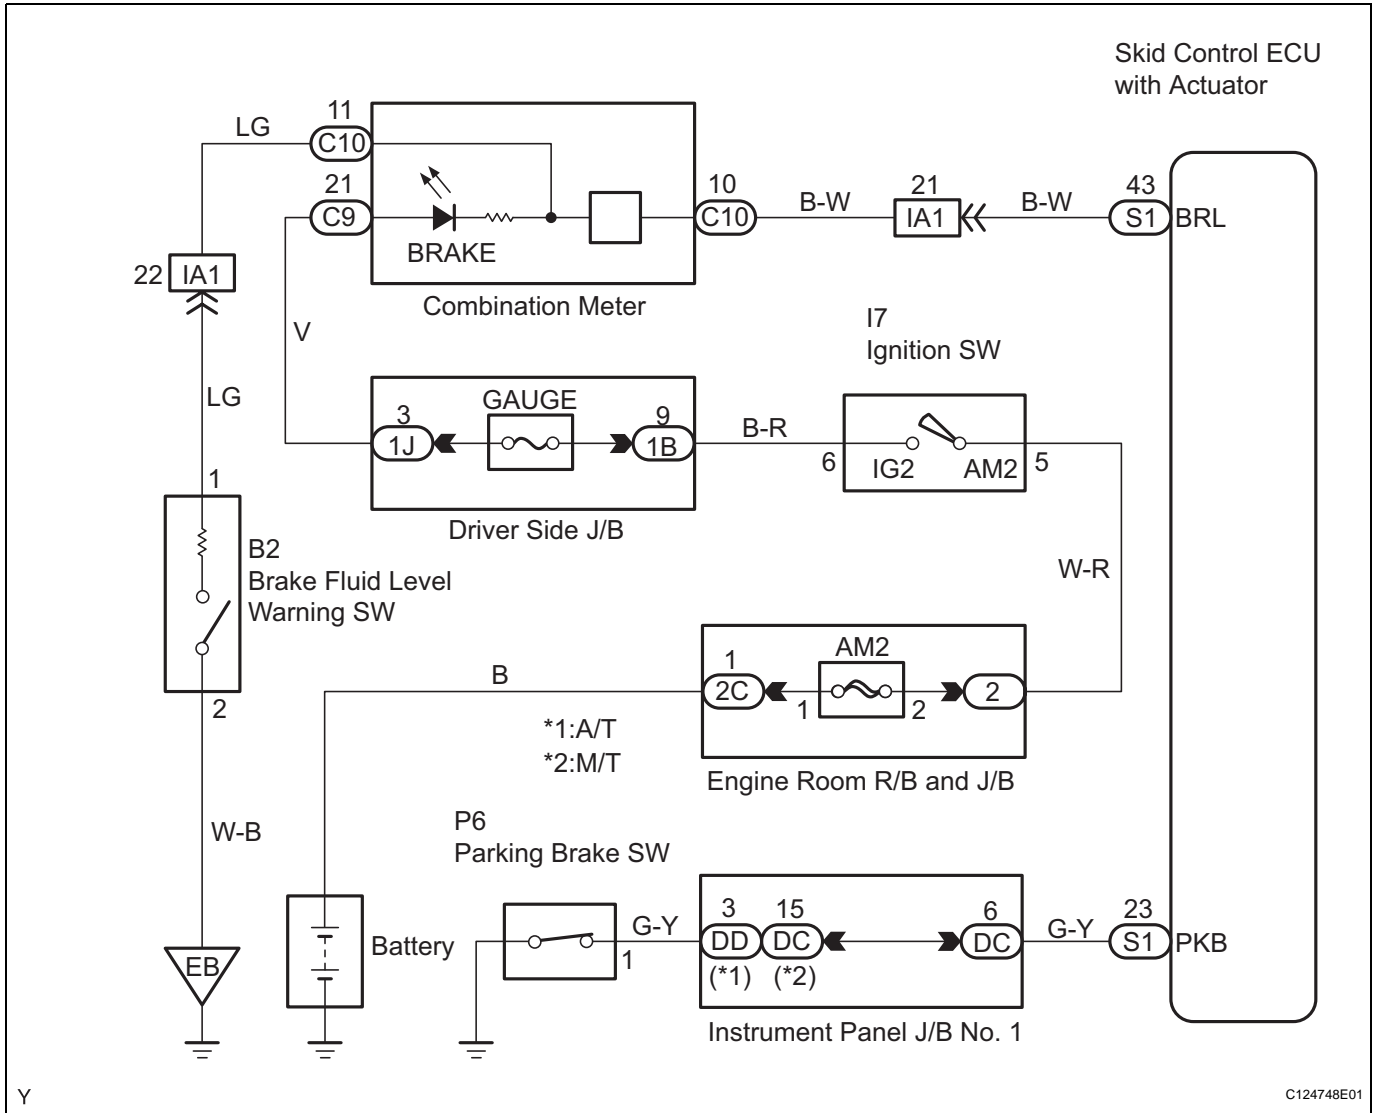 Skid Control ECU
with Actuator
11
LG
C10
21
C9
BRAKE
10
C10
B-W
21
IA1
B-W
43
S1
BRL
Combination Meter
22
IA1
V
I7
Ignition SW
LG
GAUGE
3
1J
9
1B
B-R
6
IG2
AM2
5
Driver Side J/B
1
B2
Brake Fluid Level
Warning SW
2
W-R
AM2
B
1
2C
1
2
2
*1:A/T
*2:M/T
Engine Room R/B and J/B
W-B
P6
Parking Brake SW
EB
Battery
G-Y
1
3
DD
(*1)
15
DC
(*2)
6
DC
G-Y
23
S1
PKB
Instrument Panel J/B No. 1
Y
C124748E01